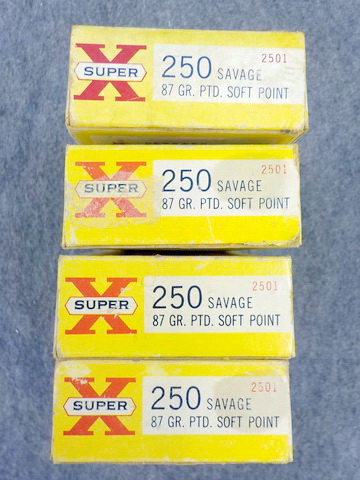 X
SUPER
2501
250 SAVAGE
87 GR. PTD. SOFT POINT
X
SUPER
2501
250 SAVAGE
87 GR. PTD. SOFT POINT
X
SUPER
2501
250 SAVAGE
87 GR. PTD. SOFT POINT
X
SUPER
2501
250 SAVAGE
87 GR. PTD. SOFT POINT